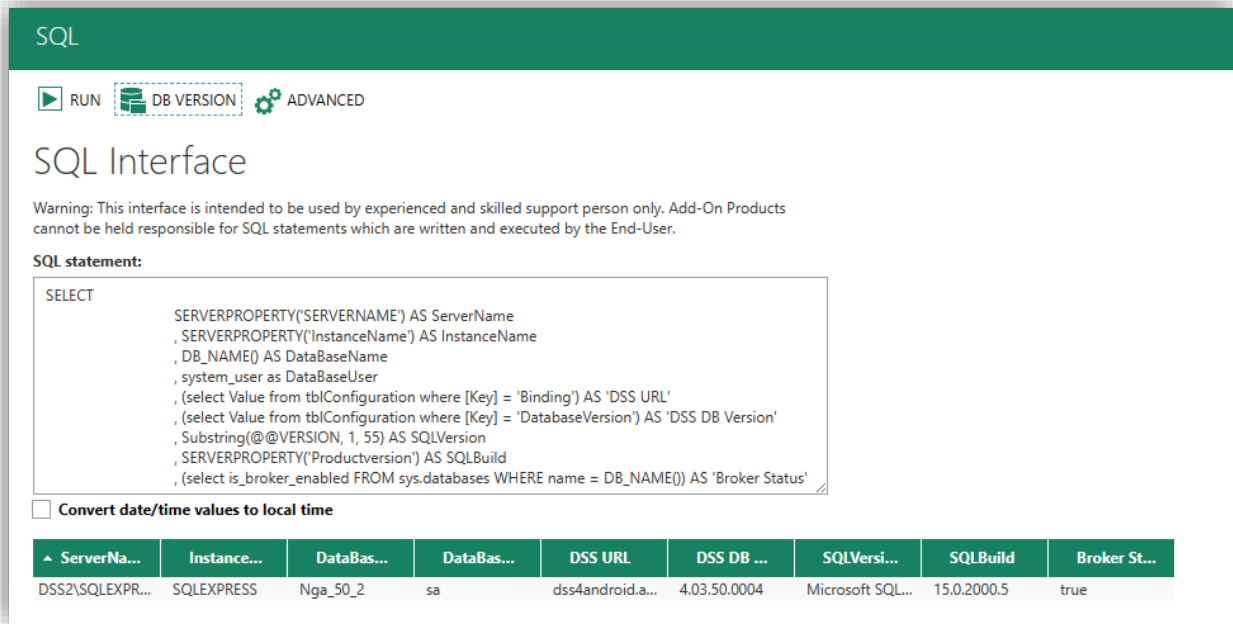 SQL
RUN DB VERSION ADVANCED
SQL Interface
Warning: This interface is intended to be used by experienced and skilled support person only. Add-On Products
cannot be held responsible for SQL statements which are written and executed by the End-User.
SQL statement:
SELECT
SERVERPROPERTY('SERVERNAME') AS ServerName
, SERVERPROPERTY('InstanceName') AS InstanceName
, DB_NAME() AS DataBaseName
, system_user as DataBaseUser
, (select Value from tblConfiguration where [Key] = 'Binding') AS 'DSS URL'
, (select Value from tblConfiguration where [Key] = 'DatabaseVersion') AS 'DSS DB Version'
, Substring(@@VERSION, 1, 55) AS SQLVersion
, SERVERPROPERTY('Productversion') AS SQLBuild
, (select is_broker_enabled FROM sys.databases WHERE name = DB_NAME()) AS 'Broker Status'
Convert date/time values to local time
ServerNa... Instance... DataBas... DataBas... DSS URL DSS DB ... SQLVersi... SQLBuild Broker St...
DSS2\SQLEXPR... SQLEXPRESS Nga_50_2 sa dss4android.a... 4.03.50.0004 Microsoft SQL... 15.0.2000.5 true